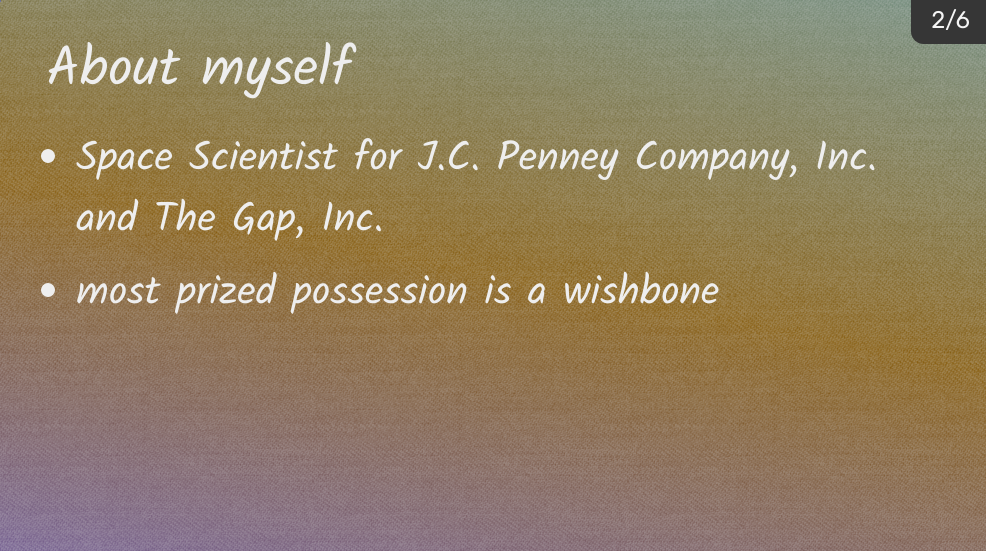 2/6
About myself
• Space Scientist for J.C. Penney Company, Inc.
and The Gap, Inc.
• most prized possession is a wishbone